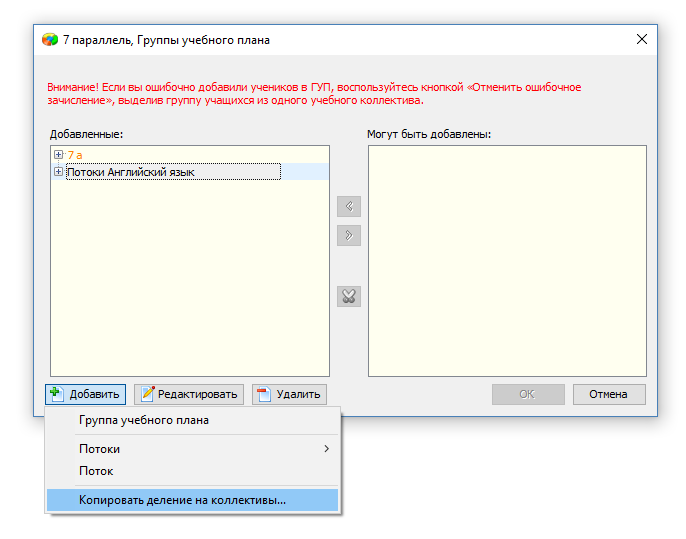 7 параллель, Группы учебного плана
Внимание! Если вы ошибочно добавили учеников в ГУП, воспользуйтесь кнопкой «Отменить ошибочное
зачисление», выделив группу учащихся из одного учебного коллектива.
Добавленные:
Могут быть добавлены:
7 а
Потоки Английский язык
Добавить
Редактировать
Удалить
ОК
Отмена
Группа учебного плана
Потоки
Поток
Копировать деление на коллективы...